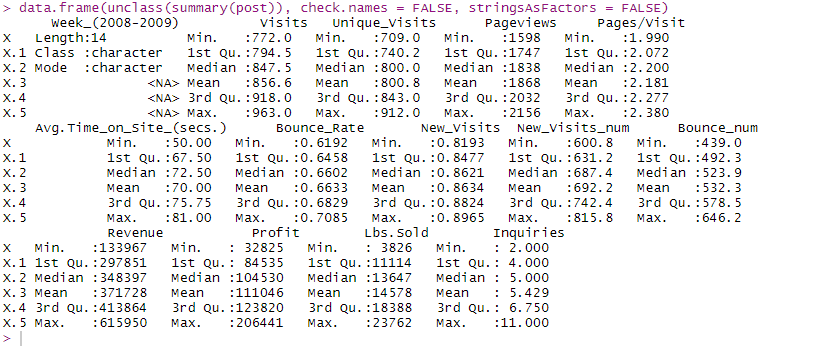 > data.frame(unclass(summary(post)), check.names = FALSE, stringsAsFactors = FALSE)
Week_(2008-2009) Visits Unique_Visits Pageviews Pages/Visit
X Length:14 Min. :772.0 Min. :709.0 Min. :1598 Min. :1.990
X.1 Class :character 1st Qu.:794.5 1st Qu.:740.2 1st Qu.:1747 1st Qu.:2.072
X.2 Mode :character Median :847.5 Median :800.0 Median :1838 Median :2.200
X.3 <NA> Mean :856.6 Mean :800.8 Mean :1868 Mean :2.181
X.4 <NA> 3rd Qu.:918.0 3rd Qu.:843.0 3rd Qu.:2032 3rd Qu.:2.277
X.5 <NA> Max. :963.0 Max. :912.0 Max. :2156 Max. :2.380
Avg.Time_on_Site_(secs.) Bounce_Rate New_Visits New_Visits_num Bounce_num
X Min. :50.00 Min. :0.6192 Min. :0.8193 Min. :600.8 Min. :439.0
X.1 1st Qu.:67.50 1st Qu.:0.6458 1st Qu.:0.8477 1st Qu.:631.2 1st Qu.:492.3
X.2 Median :72.50 Median :0.6602 Median :0.8621 Median :687.4 Median :523.9
X.3 Mean :70.00 Mean :0.6633 Mean :0.8634 Mean :692.2 Mean :532.3
X.4 3rd Qu.:75.75 3rd Qu.:0.6829 3rd Qu.:0.8824 3rd Qu.:742.4 3rd Qu.:578.5
X.5 Max. :81.00 Max. :0.7085 Max. :0.8965 Max. :815.8 Max. :646.2
Revenue Profit Lbs.Sold Inquiries
X Min. :133967 Min. : 32825 Min. : 3826 Min. : 2.000
X.1 1st Qu.:297851 1st Qu.: 84535 1st Qu.:11114 1st Qu.: 4.000
X.2 Median :348397 Median :104530 Median :13647 Median : 5.000
X.3 Mean :371728 Mean :111046 Mean :14578 Mean : 5.429
X.4 3rd Qu.:413864 3rd Qu.:123820 3rd Qu.:18388 3rd Qu.: 6.750
X.5 Max. :615950 Max. :206441 Max. :23762 Max. :11.000
>